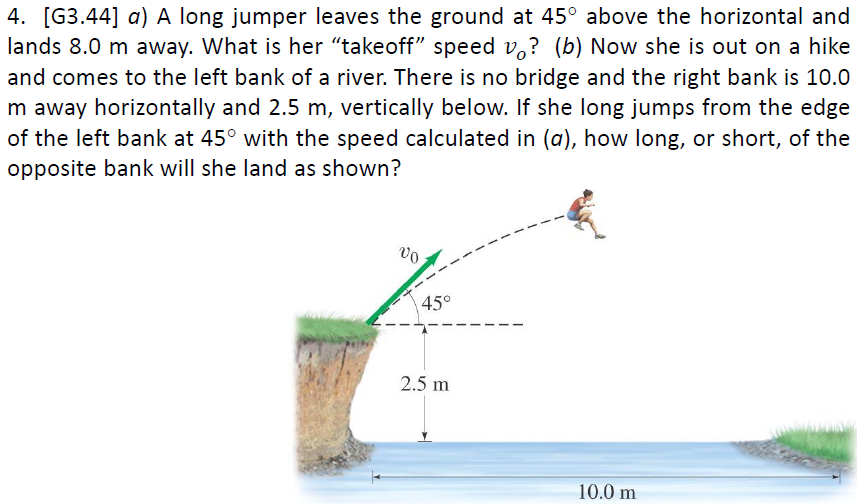 4. [G3.44] a) A long jumper leaves the ground at 45° above the horizontal and
lands 8.0 m away. What is her “takeoff” speed vₒ? (b) Now she is out on a hike
and comes to the left bank of a river. There is no bridge and the right bank is 10.0
m away horizontally and 2.5 m, vertically below. If she long jumps from the edge
of the left bank at 45° with the speed calculated in (a), how long, or short, of the
opposite bank will she land as shown?
v₀
45°
2.5 m
10.0 m